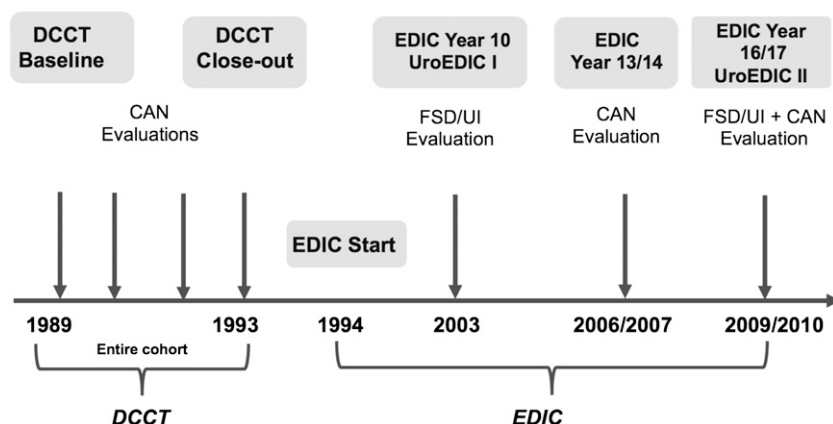 DCCT
Baseline
DCCT
Close-out
EDIC Year 10
UroEDIC I
EDIC
Year 13/14
EDIC Year
16/17
UroEDIC II
CAN
Evaluations
FSD/UI
Evaluation
CAN
Evaluation
FSD/UI + CAN
Evaluation
EDIC Start
1989
1993
1994
2003
2006/2007
2009/2010
Entire cohort
DCCT
EDIC